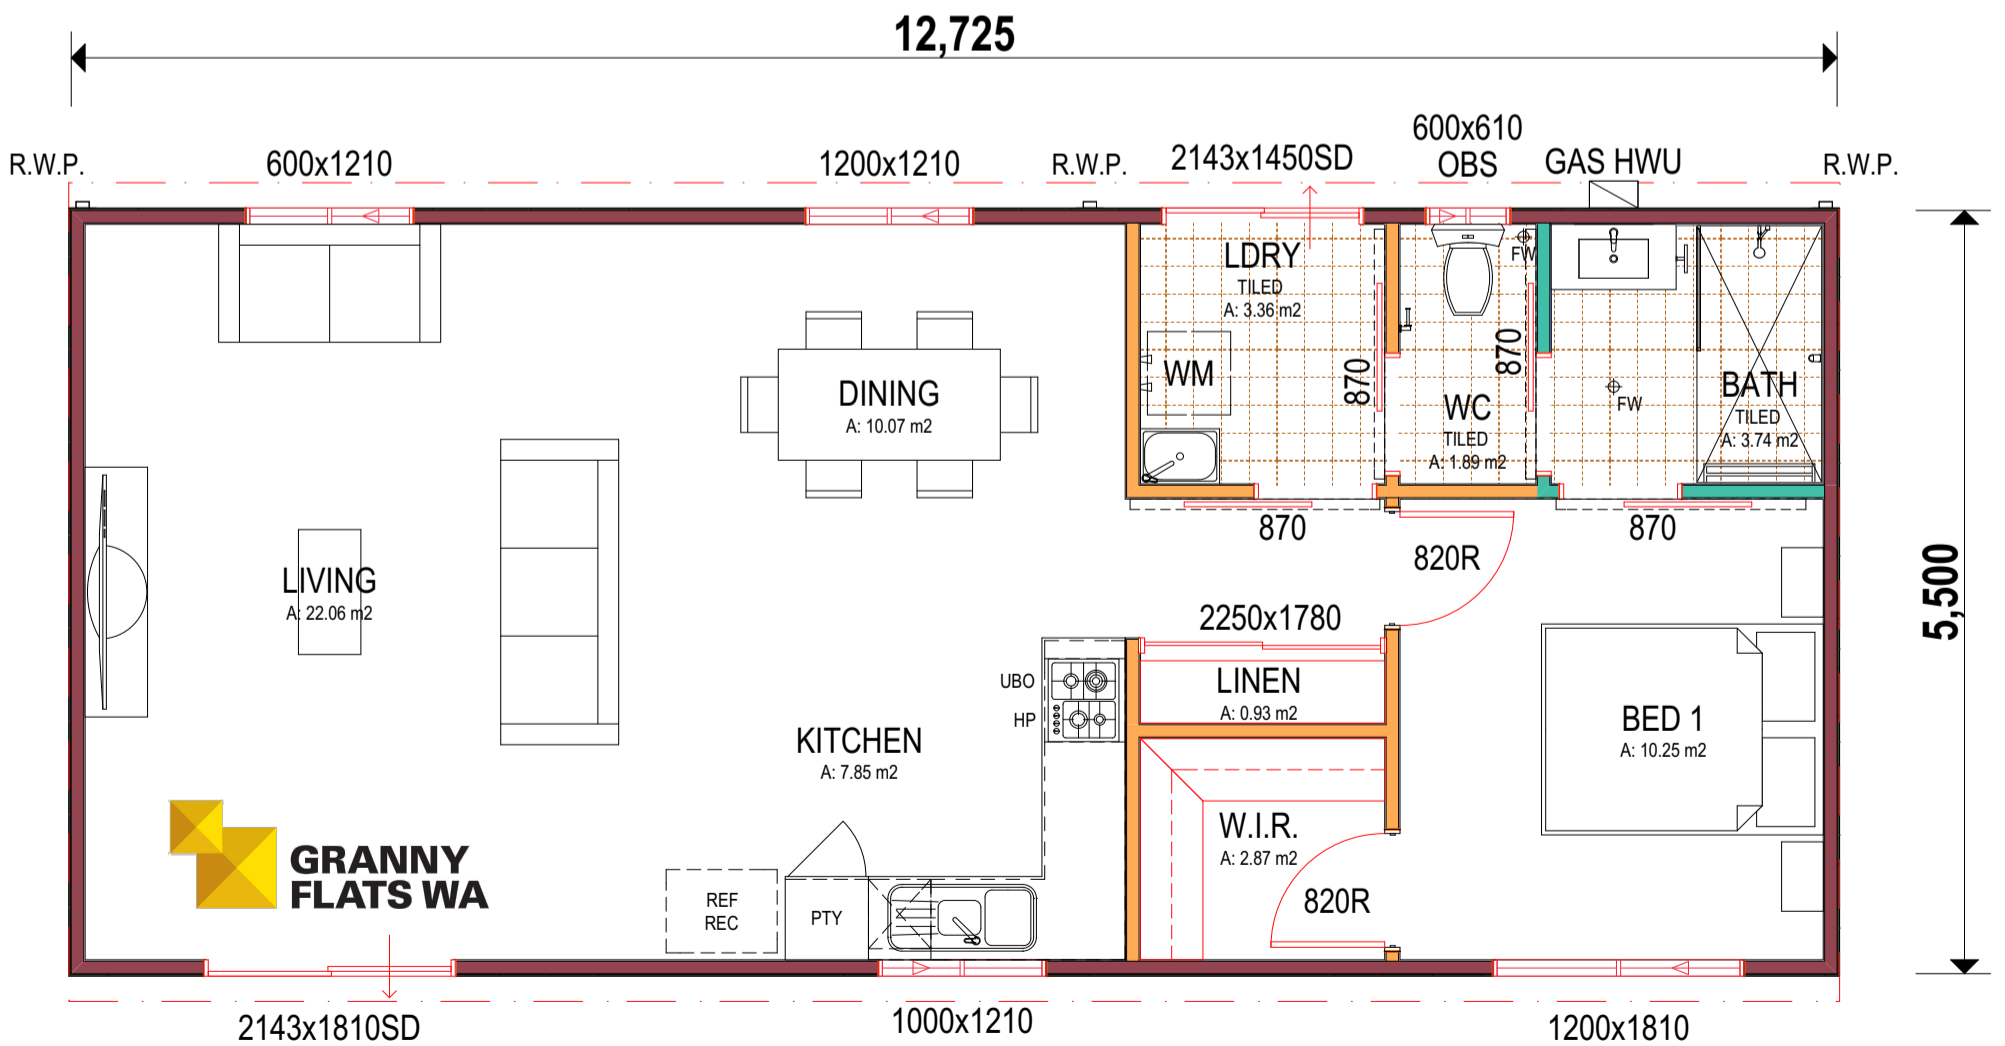 12,725
R.W.P.
600x1210
1200x1210
R.W.P.
2143x1450SD
600x610
OBS
GAS HWU
R.W.P.
LDRY
TILED
A: 3.36 m2
FW
WM
870
870
WC
TILED
A: 1.89 m2
FW
BATH
TILED
A: 3.74 m2
DINING
A: 10.07 m2
870
820R
870
5,500
LIVING
A: 22.06 m2
2250x1780
UBO
HP
LINEN
A: 0.93 m2
KITCHEN
A: 7.85 m2
BED 1
A: 10.25 m2
W.I.R.
A: 2.87 m2
820R
GRANNY
FLATS WA
REF
REC
PTY
2143x1810SD
1000x1210
1200x1810